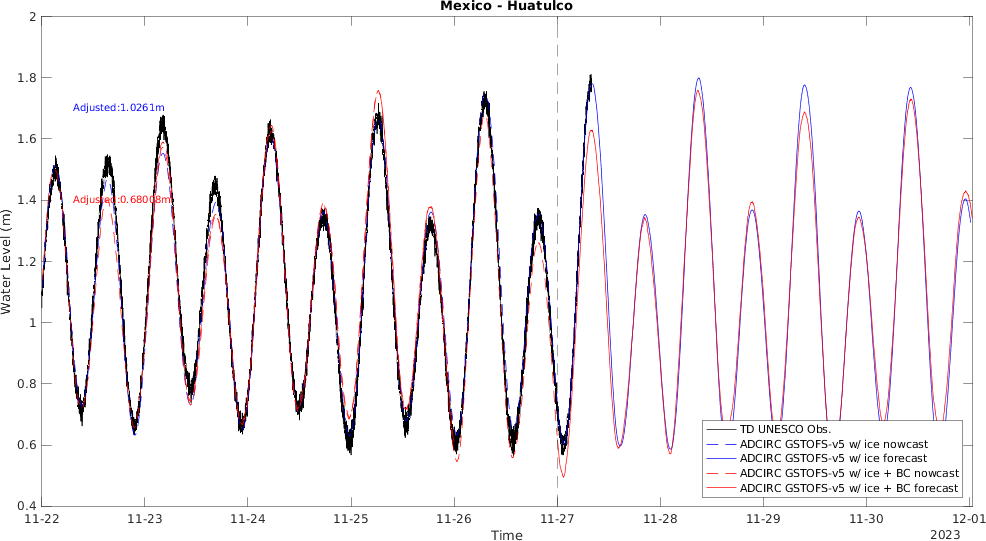 Mexico - Huatulco
2
1.8
1.6
1.4
1.2
1
0.8
0.6
0.4
Water Level (m)
Adjusted:1.0261m
Adjusted:0.68008m
TD UNESCO Obs.
ADCIRC GSTOFS-v5 w/ ice nowcast
ADCIRC GSTOFS-v5 w/ ice forecast
ADCIRC GSTOFS-v5 w/ ice + BC nowcast
ADCIRC GSTOFS-v5 w/ ice + BC forecast
11-22 11-23 11-24 11-25 11-26 11-27 11-28 11-29 11-30 12-01
Time
2023